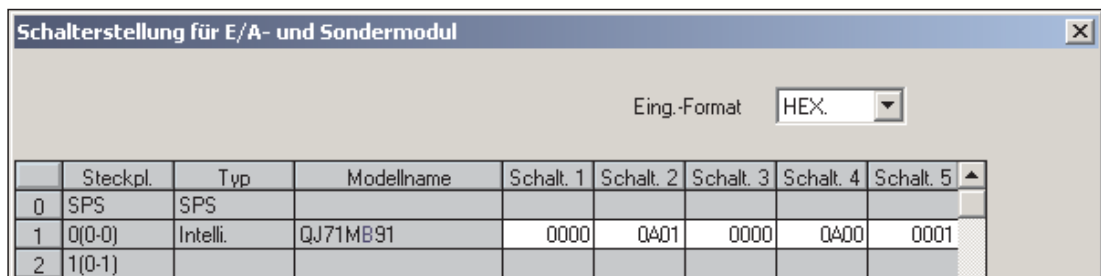 Schalterstellung für E/A- und Sondermodul
Eing.-Format HEX.
Steckpl. Typ Modellname Schalt. 1 Schalt. 2 Schalt. 3 Schalt. 4 Schalt. 5
0 SPS SPS
1 0(0-0) Intelli. QJ71MB91 0000 0A01 0000 0A00 0001
2 1(0-1)